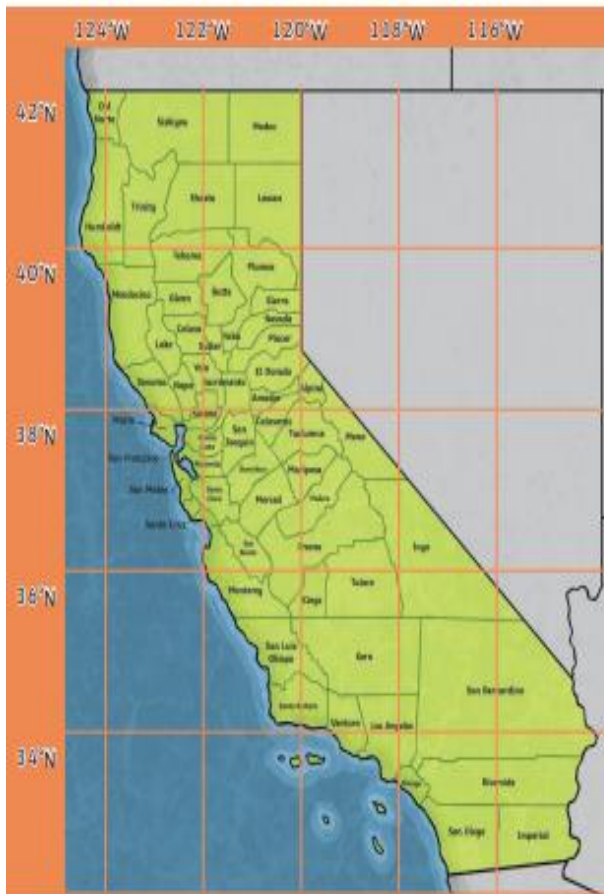 124°W 122°W 120°W 118°W 116°W
42°N
40°N
38°N
36°N
34°N
Del
Norte
Siskiyou
Modoc
Humboldt
Trinity
Shasta
Lassen
Tehama
Plumas
Mendocino
Glenn
Butte
Sierra
Nevada
Colusa
Yuba
Placer
Lake
Sutter
Yolo
El Dorado
Sonoma
Napa
Sacramento
Alpine
Amador
Solano
Calaveras
Marin
San
Joaquin
Tuolumne
Mono
San Francisco
Mariposa
San Mateo
Merced
Madera
Santa Cruz
Fresno
Inyo
Monterey
Kings
Tulare
San Luis
Obispo
Kern
San Bernardino
Santa Barbara
Ventura
Los Angeles
Orange
Riverside
San Diego
Imperial